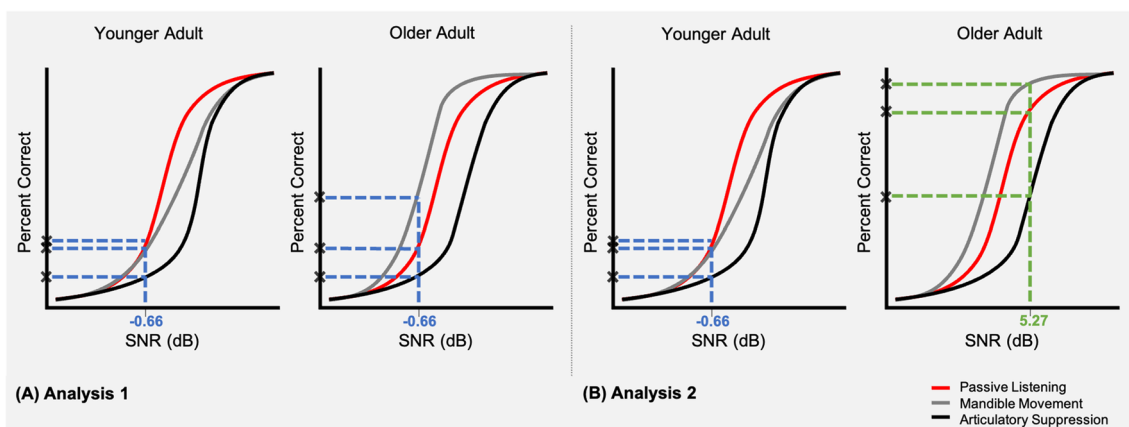 Younger Adult
Older Adult
Younger Adult
Older Adult
Percent Correct
Percent Correct
Percent Correct
Percent Correct
-0.66
-0.66
-0.66
5.27
SNR (dB)
SNR (dB)
SNR (dB)
SNR (dB)
(A) Analysis 1
(B) Analysis 2
Passive Listening
Mandible Movement
Articulatory Suppression